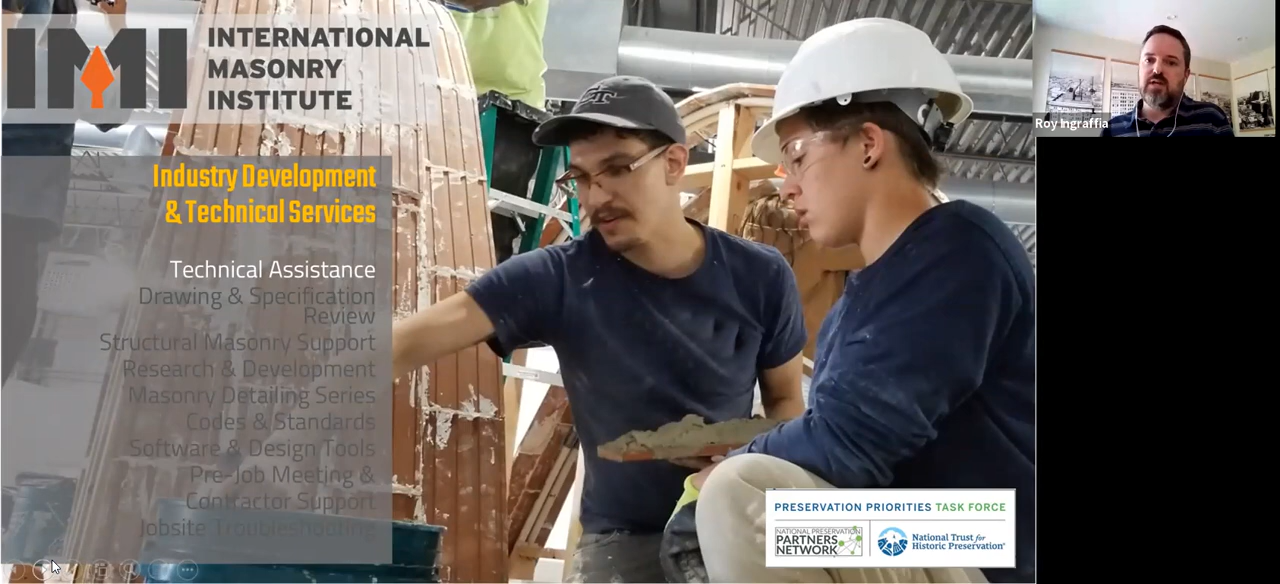 IMI
INTERNATIONAL
MASONRY
INSTITUTE
Industry Development
& Technical Services
Technical Assistance
Drawing & Specification
Review
Structural Masonry Support
Research & Development
Masonry Detailing Series
Codes & Standards
Software & Design Tools
Pre-Job Meeting &
Contractor Support
Jobsite Troubleshooting
Roy Ingraffia
PRESERVATION PRIORITIES TASK FORCE
NATIONAL PRESERVATION
PARTNERS
NETWORK
National Trust for
Historic Preservation®